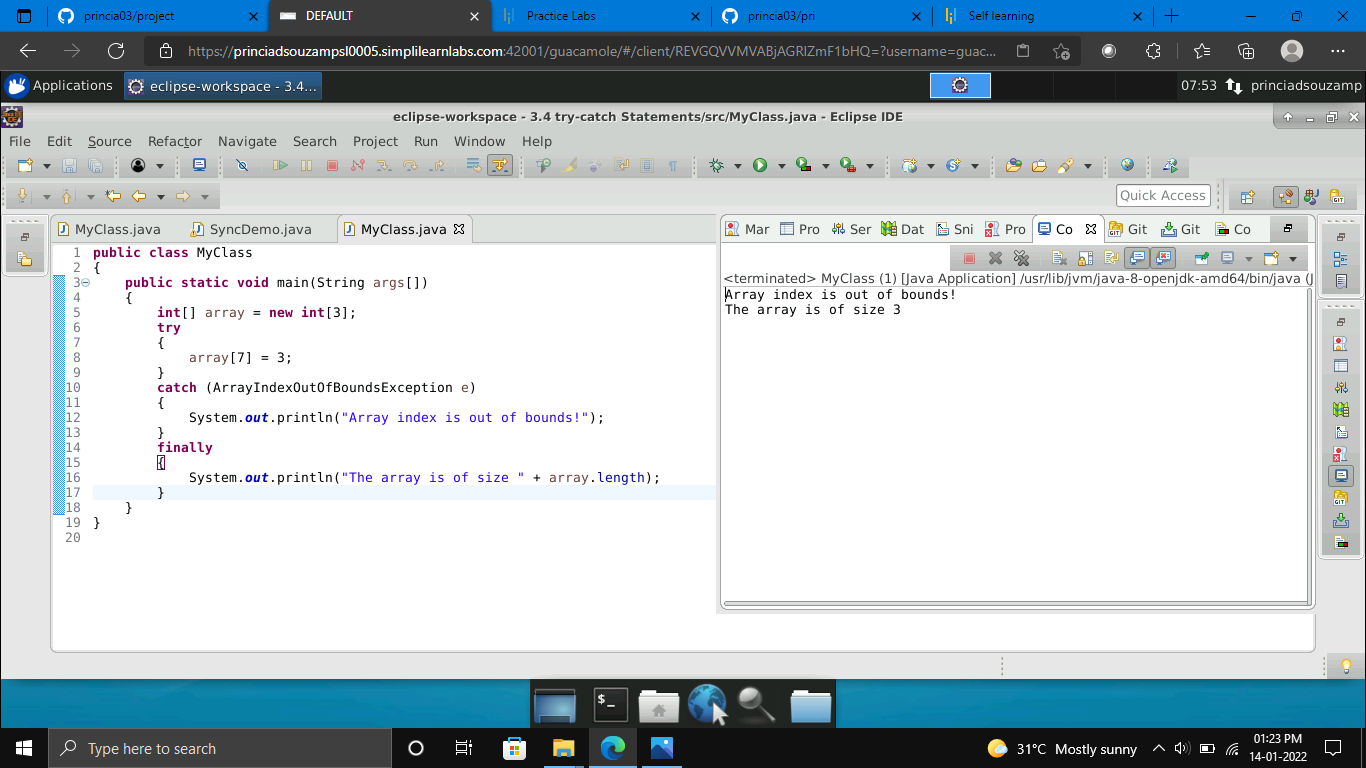 princia03/project
DEFAULT
Practice Labs
princia03/pri
Self learning
https://princiadsouzampsl0005.simplilearnlabs.com:42001/guacamole/#/client/REVGQVVMVABjAGRlZmF1bHQ=?username=guac...
Applications
eclipse-workspace - 3.4...
07:53
princiadsouzamp
eclipse-workspace - 3.4 try-catch Statements/src/MyClass.java - Eclipse IDE
File Edit Source Refactor Navigate Search Project Run Window Help
Quick Access
MyClass.java
SyncDemo.java
MyClass.java
1 public class MyClass
2 {
3 public static void main(String args[])
4 {
5 int[] array = new int[3];
6 try
7 {
8 array[7] = 3;
9 }
10 catch (ArrayIndexOutOfBoundsException e)
11 {
12 System.out.println("Array index is out of bounds!");
13 }
14 finally
15 {
16 System.out.println("The array is of size " + array.length);
17 }
18 }
19 }
20
Mar Pro Ser Dat Sni Pro Co Git Git Co
<terminated> MyClass (1) [Java Application] /usr/lib/jvm/java-8-openjdk-amd64/bin/java (J
Array index is out of bounds!
The array is of size 3
Type here to search
31°C Mostly sunny
01:23 PM
14-01-2022